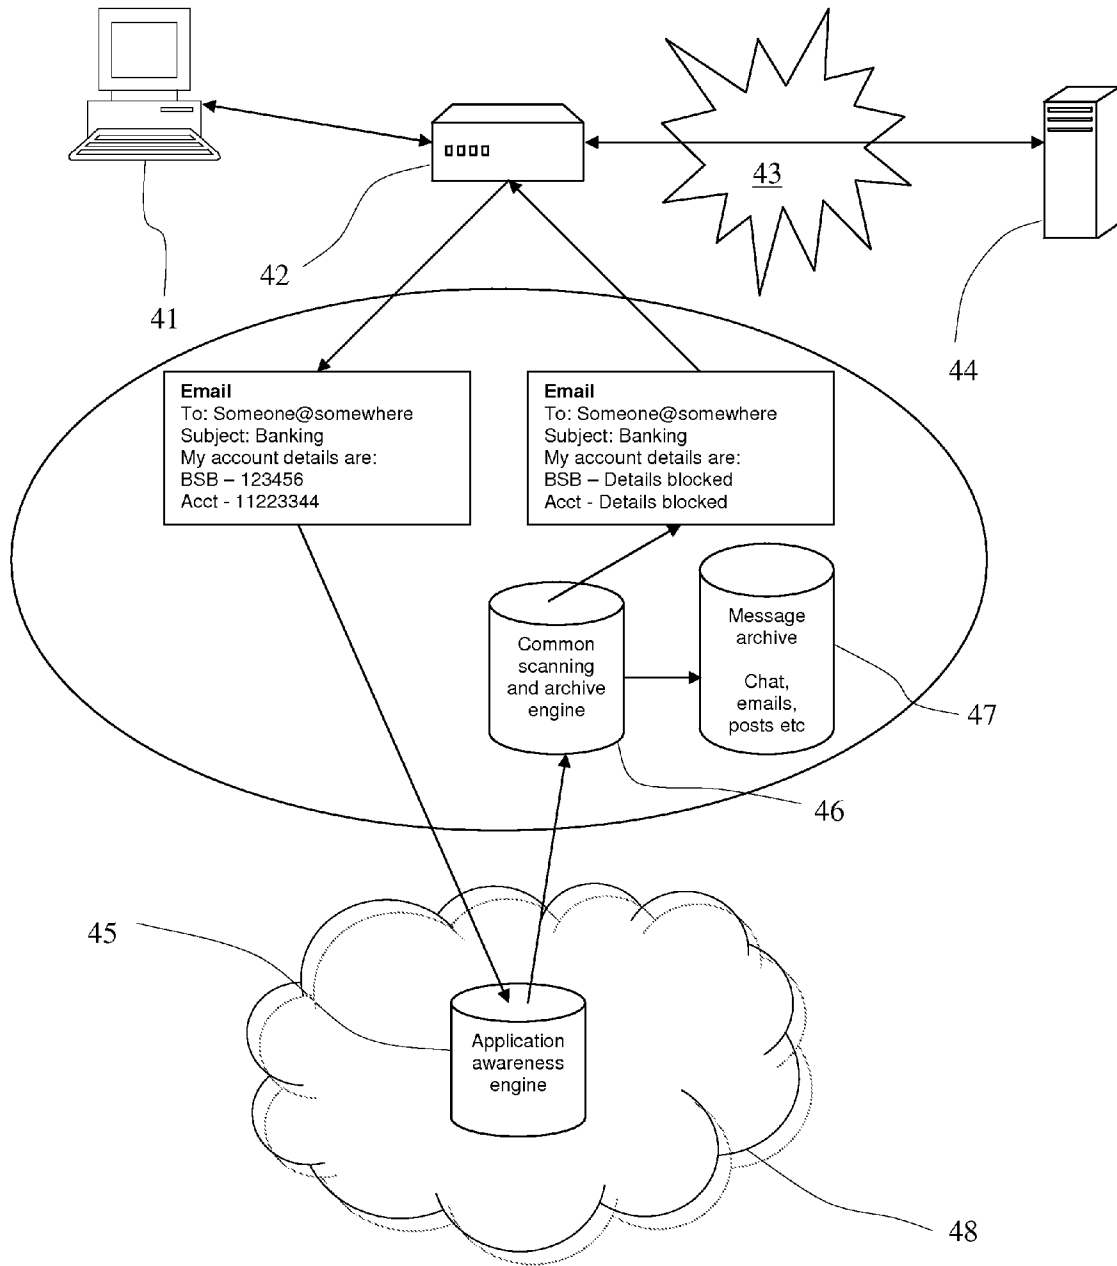 43
42
41
44
Email
To: Someone@somewhere
Subject: Banking
My account details are:
BSB – 123456
Acct - 11223344
Email
To: Someone@somewhere
Subject: Banking
My account details are:
BSB – Details blocked
Acct - Details blocked
Common
scanning
and archive
engine
Message
archive
Chat,
emails,
posts etc
47
46
45
Application
awareness
engine
48